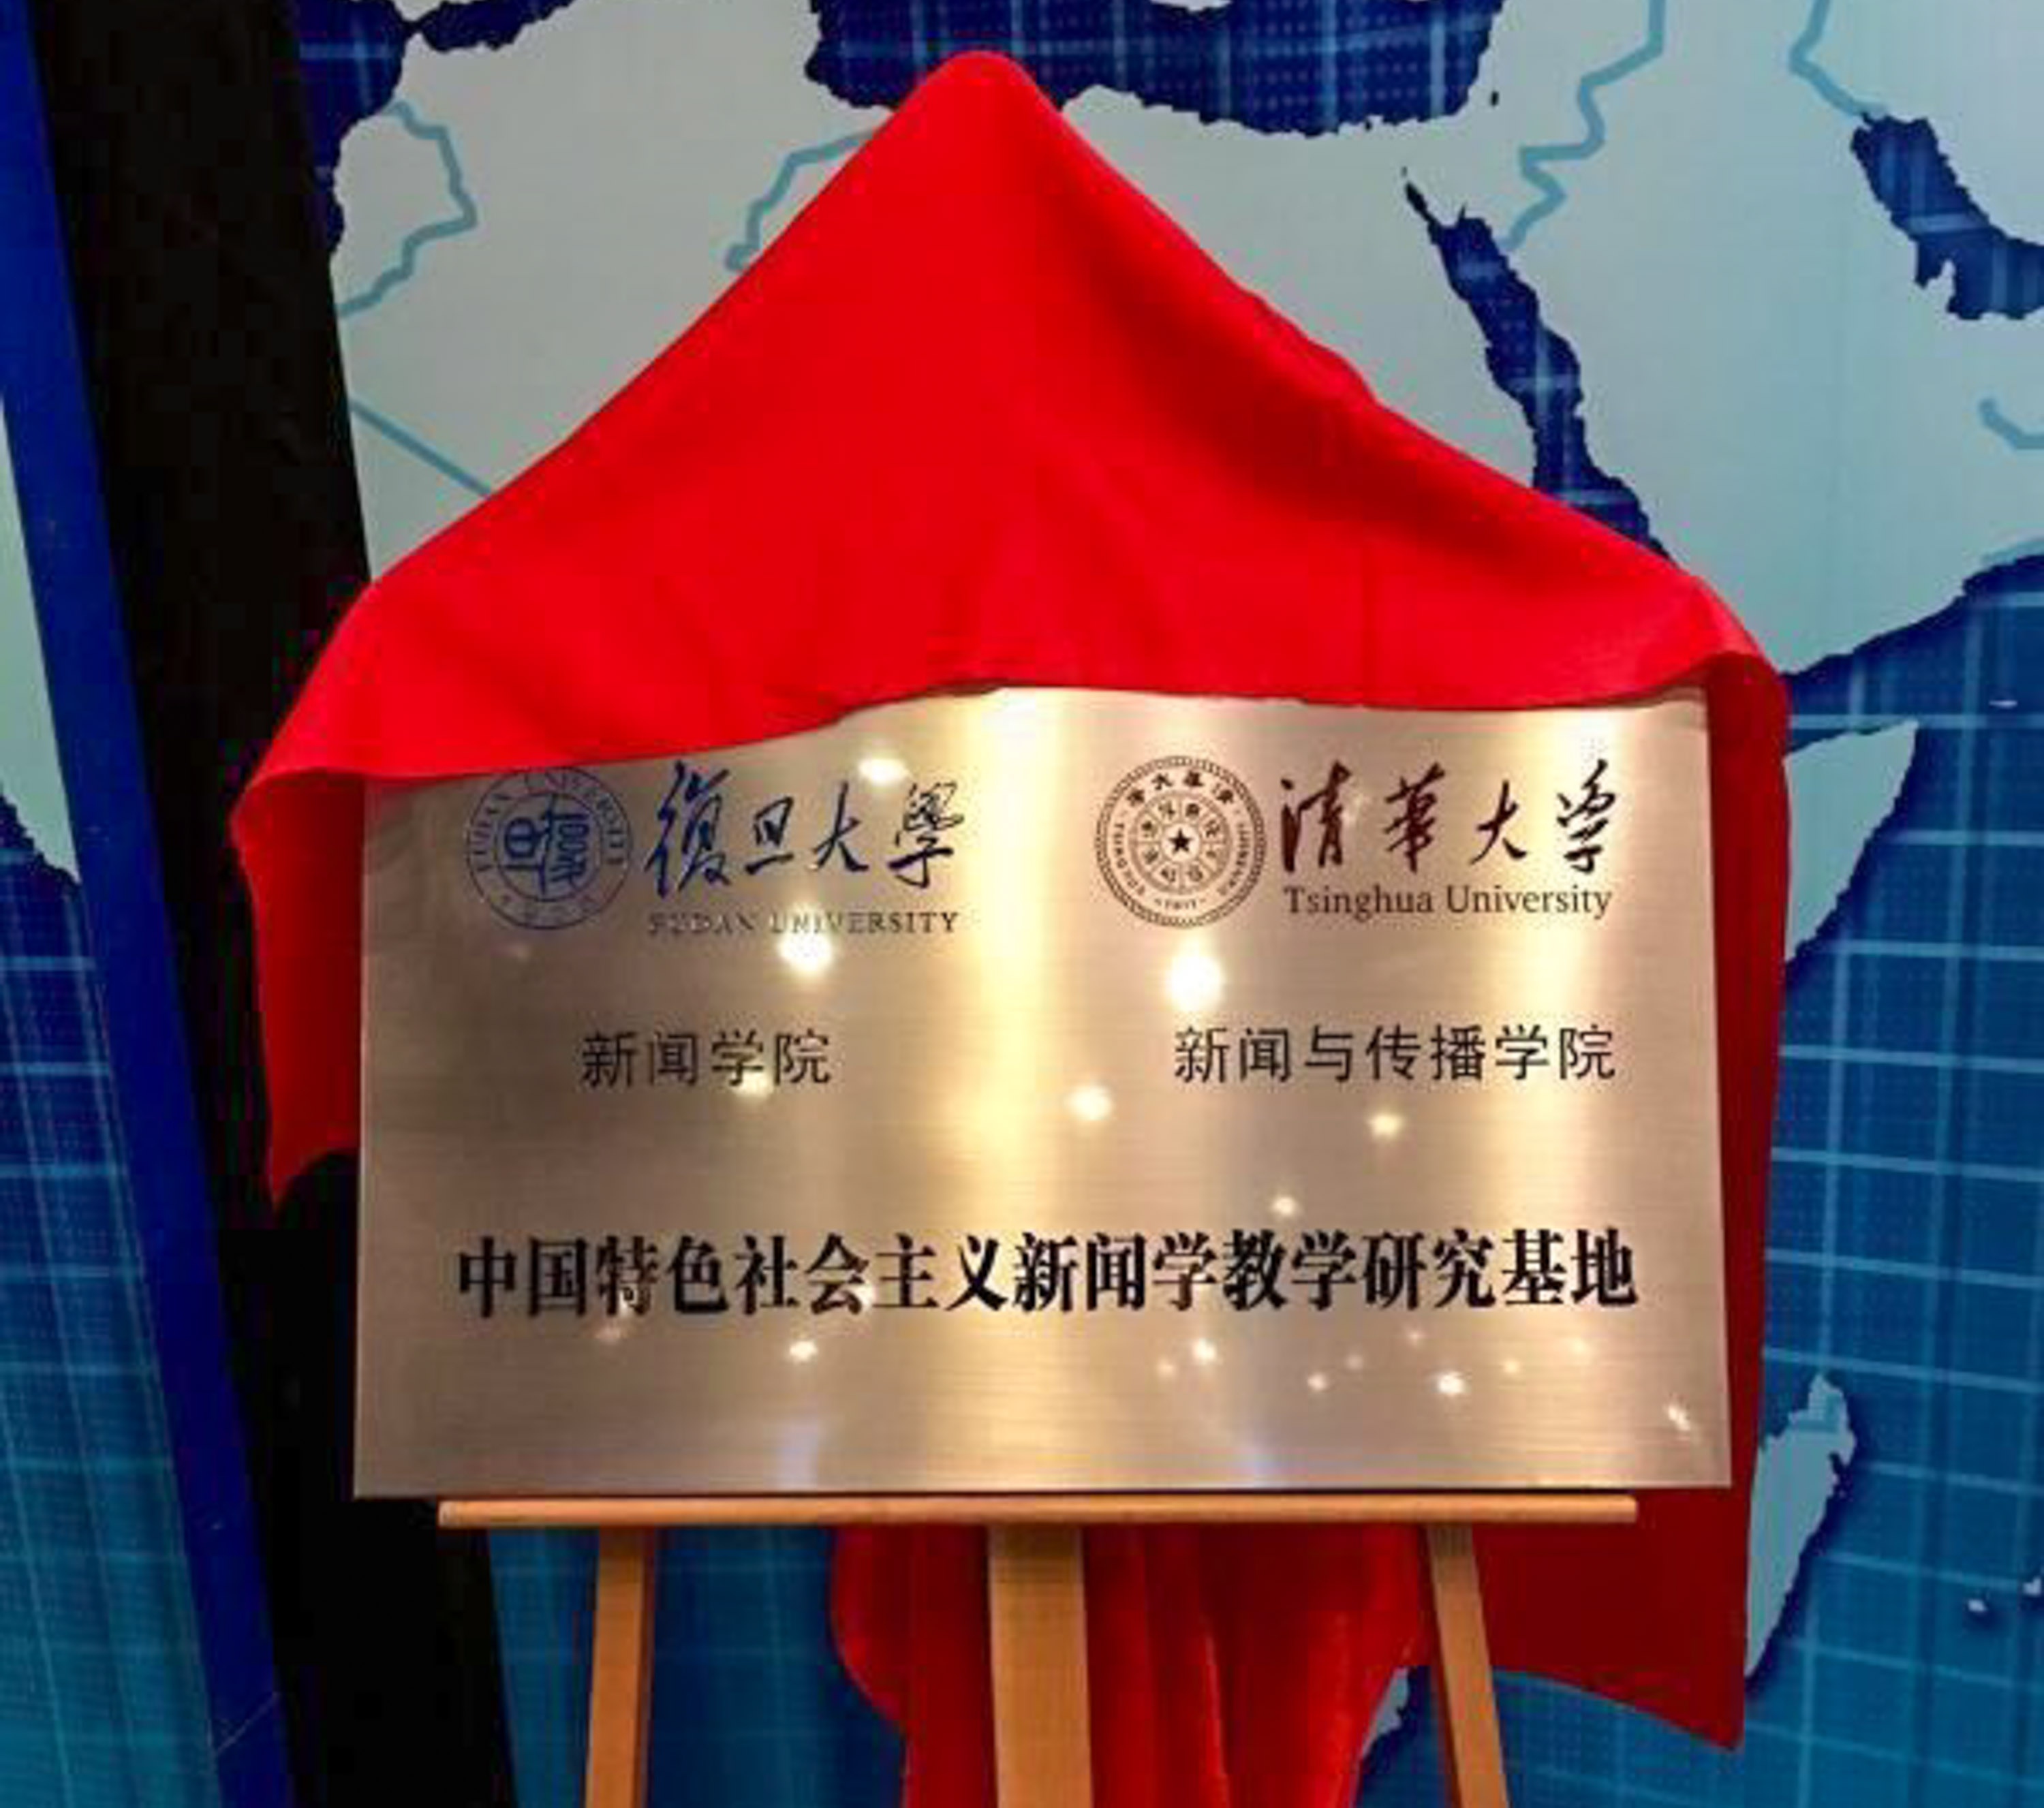 復旦大學
FUDAN UNIVERSITY
清華大学
Tsinghua University
新闻学院
新闻与传播学院
中国特色社会主义新闻学教学研究基地